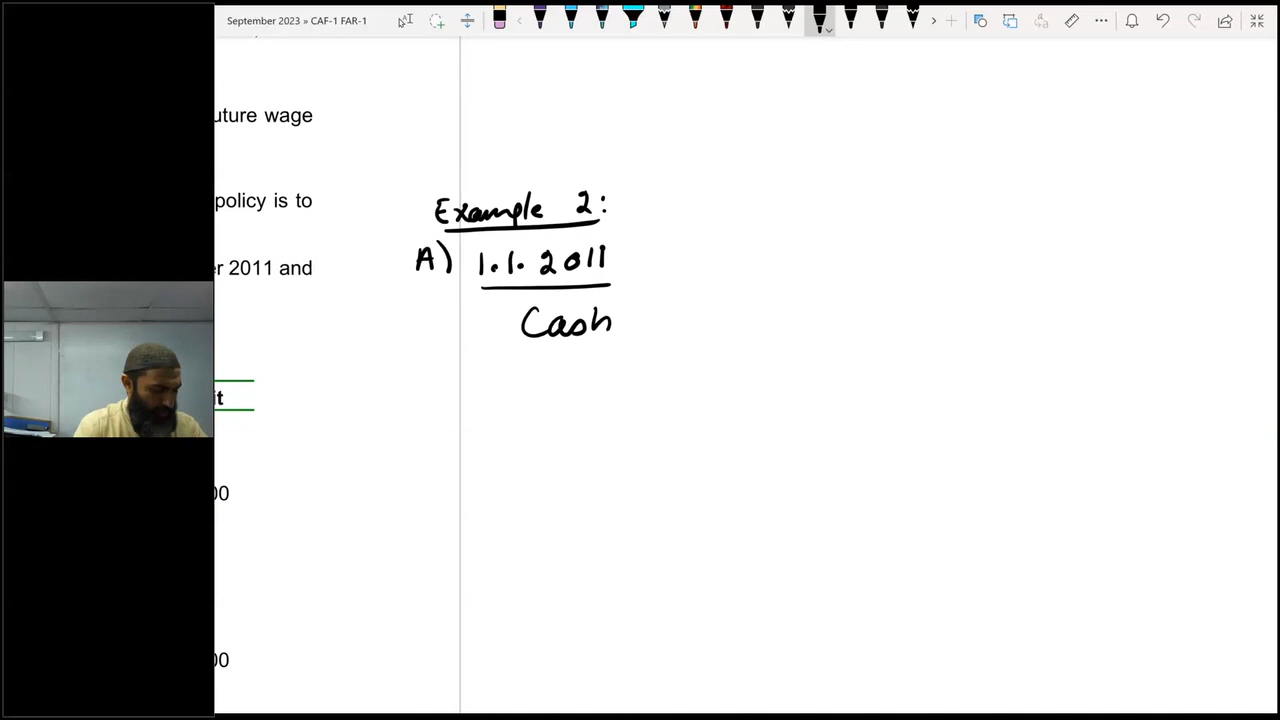 September 2023 » CAF-1 FAR-1
uture wage
policy is to
r 2011 and
it
00
00
Example 2:
A) 1.1.2011
Cash